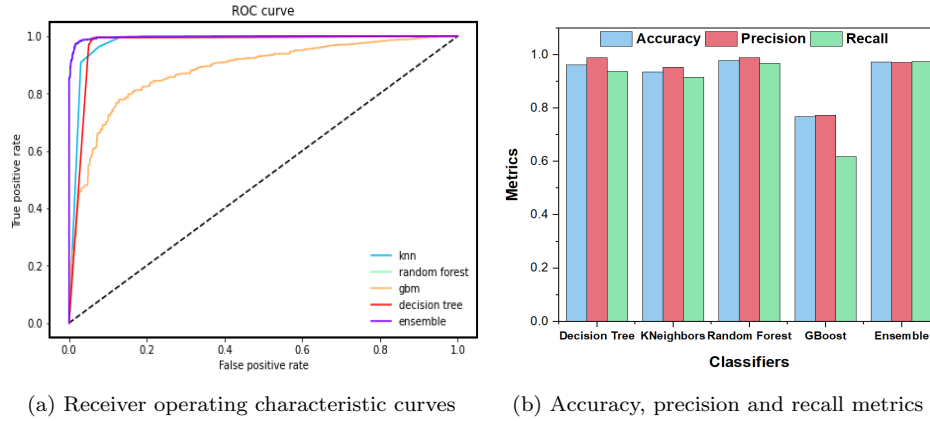 ROC curve
1.0
0.8
0.6
0.4
0.2
0.0
True positive rate
knn
random forest
gbm
decision tree
ensemble
0.0 0.2 0.4 0.6 0.8 1.0
False positive rate
(a) Receiver operating characteristic curves
Accuracy Precision Recall
1.0
0.8
0.6
0.4
0.2
0.0
Metrics
Decision Tree KNeighbors Random Forest GBoost Ensemble
Classifiers
(b) Accuracy, precision and recall metrics